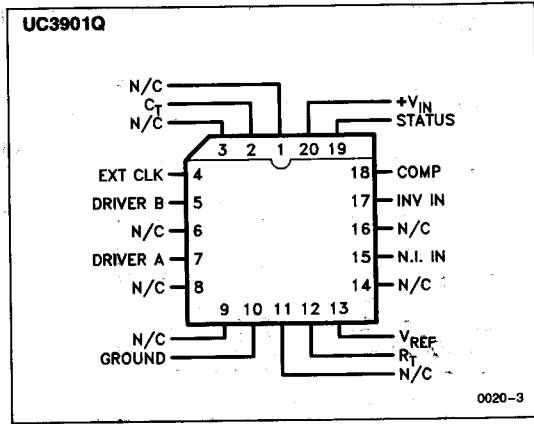 UC3901Q
N/C
C_T
N/C
+V_IN
STATUS
3 2 1 20 19
EXT CLK 4
18 COMP
DRIVER B 5
17 INV IN
N/C 6
16 N/C
DRIVER A 7
15 N.I. IN
N/C 8
14 N/C
9 10 11 12 13
N/C
GROUND
V_REF
R_T
N/C
0020-3